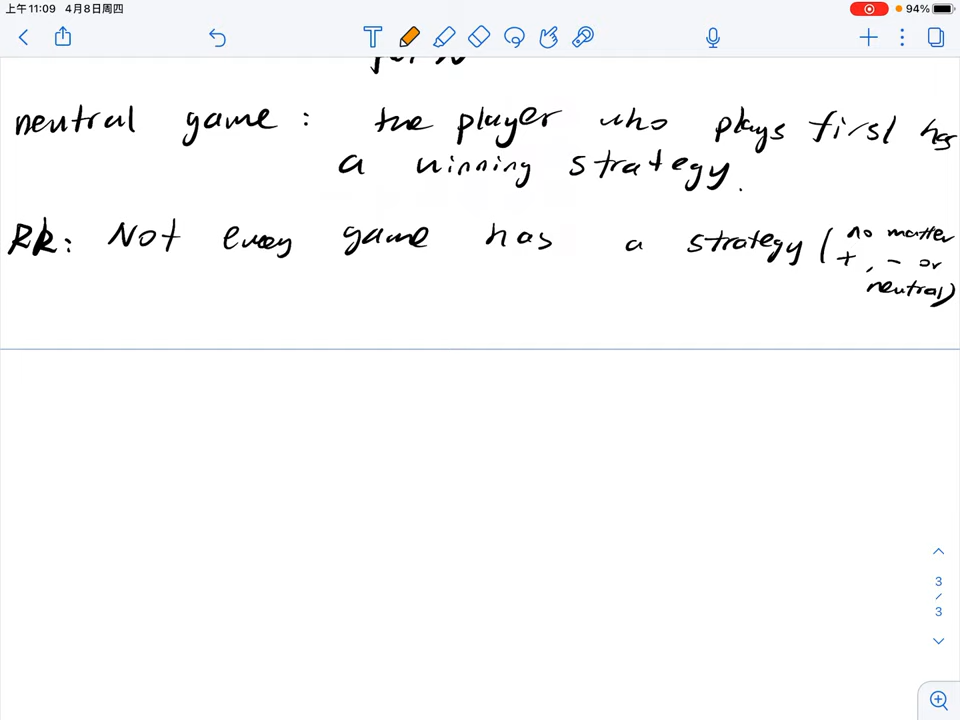 上午11:09 4月8日周四
94%
neutral game : the player who plays first has
a winning strategy.
RK: Not every game has a strategy (no matter
+, - or
neutral)
3
/
3